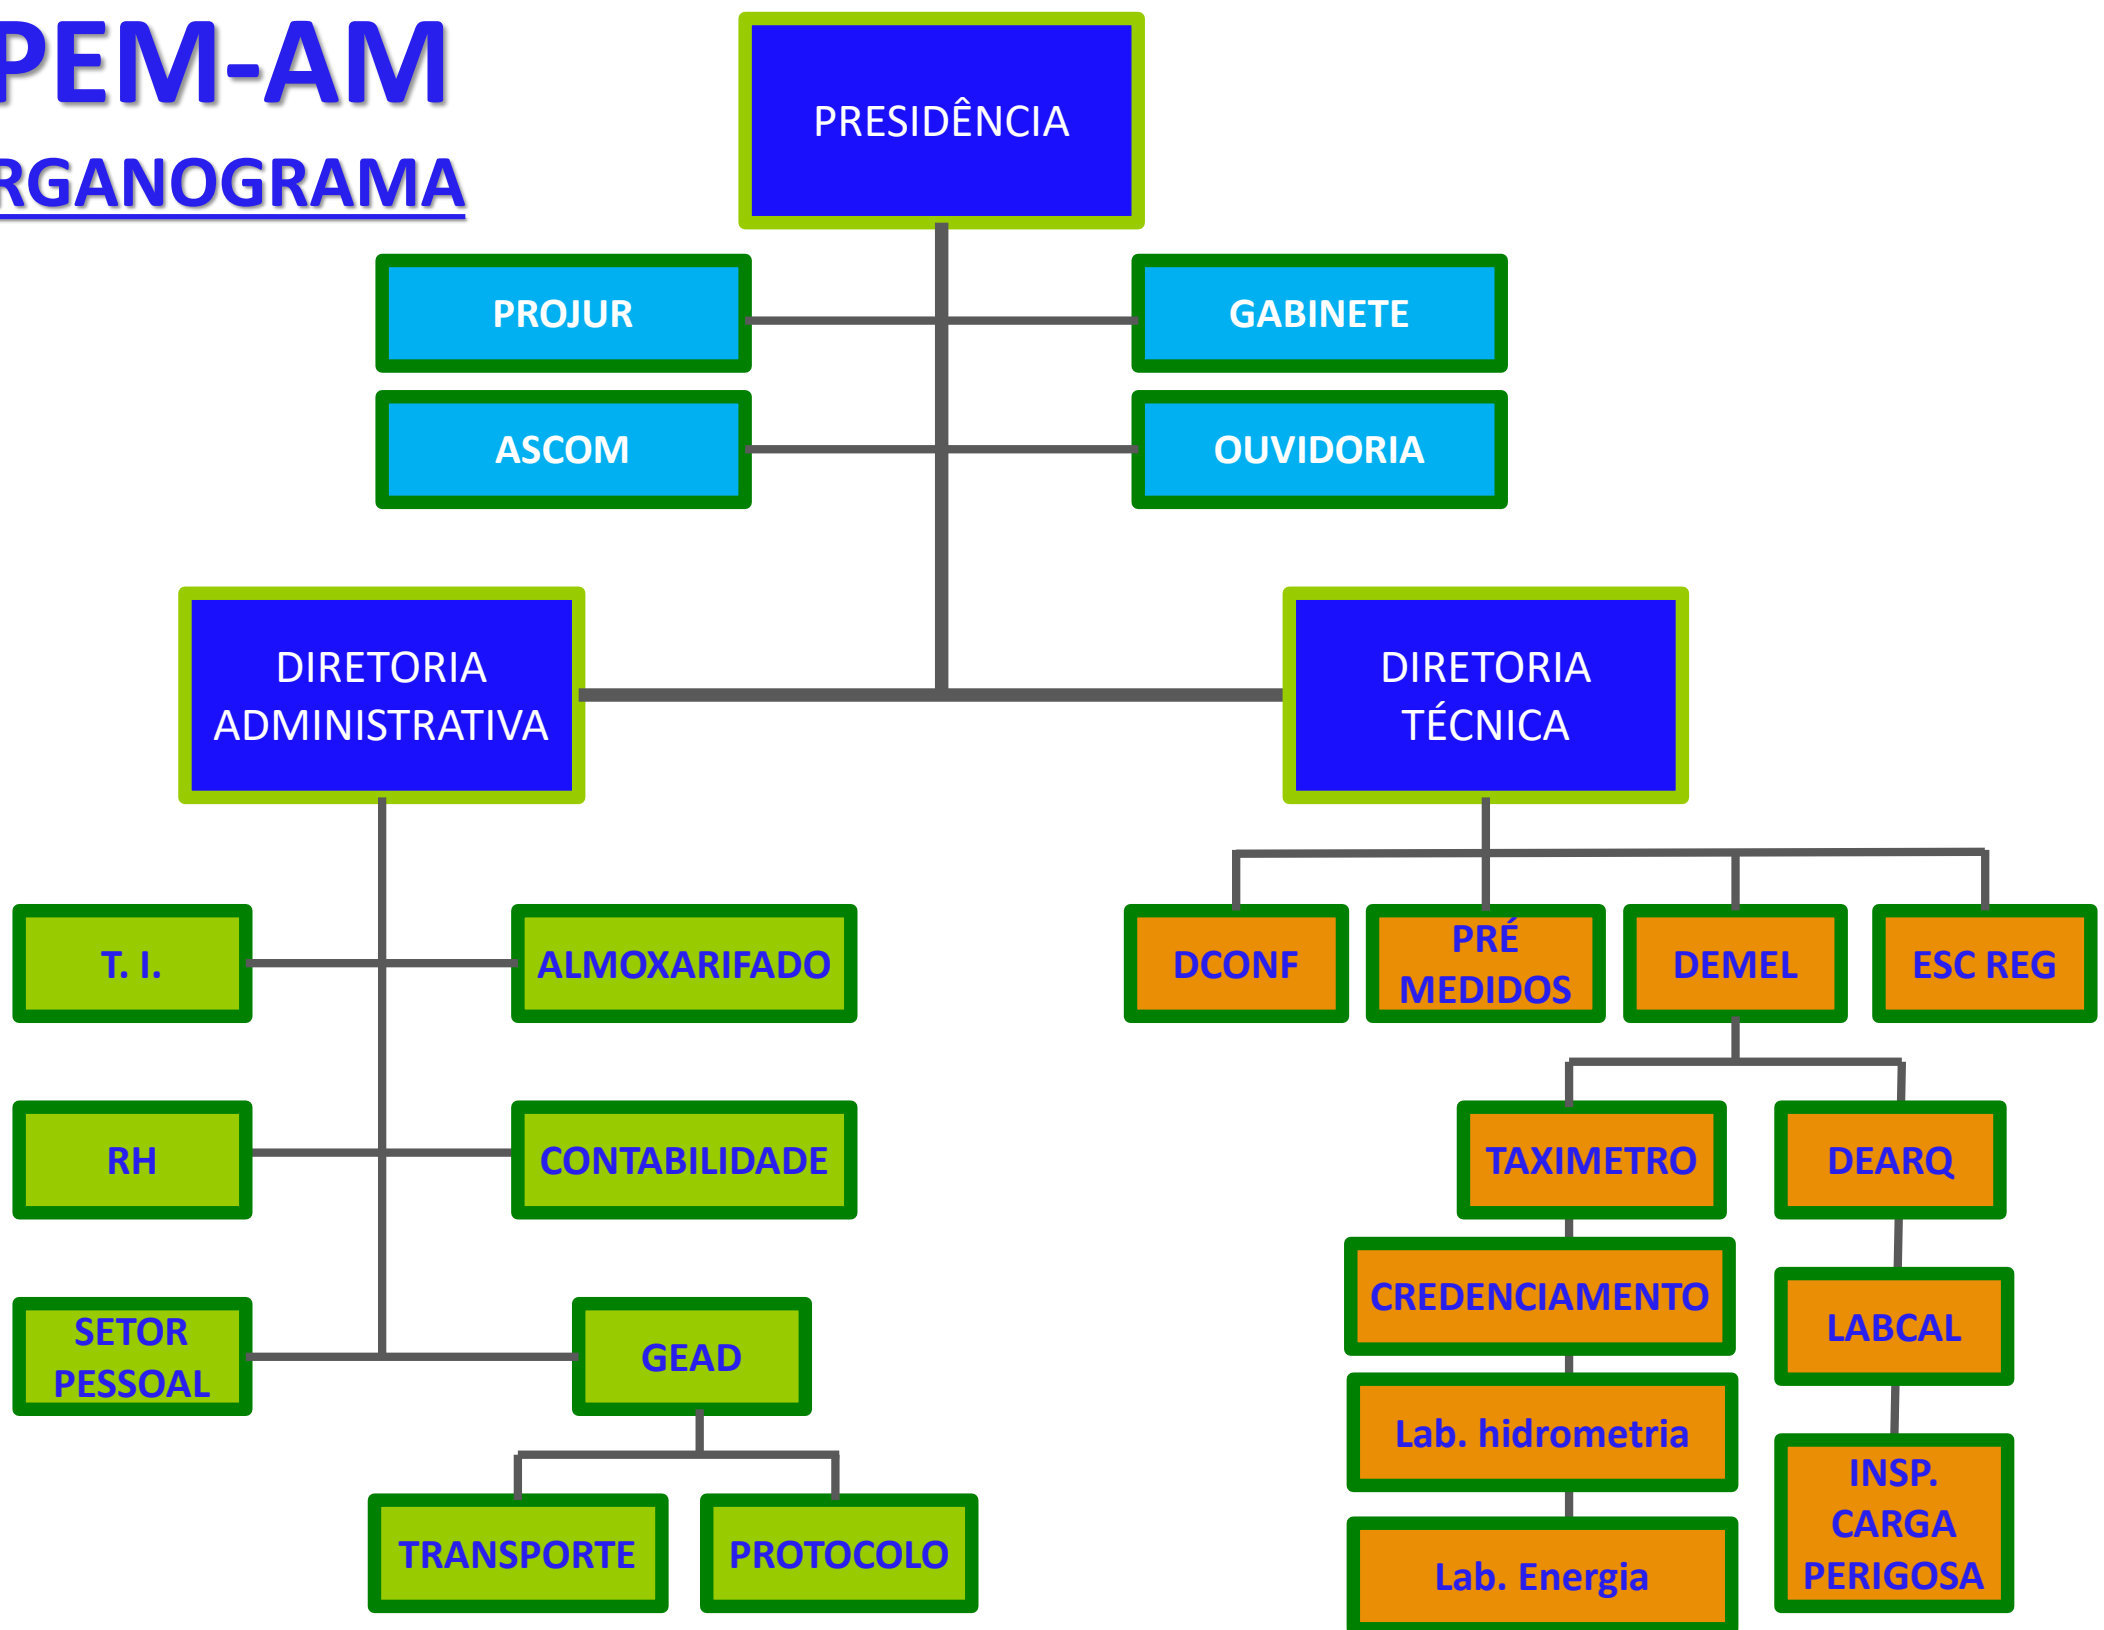 PEM-AM
RGANOGRAMA
PRESIDÊNCIA
PROJUR
GABINETE
ASCOM
OUVIDORIA
DIRETORIA
ADMINISTRATIVA
DIRETORIA
TÉCNICA
T. I.
ALMOXARIFADO
DCONF
PRÉ
MEDIDOS
DEMEL
ESC REG
RH
CONTABILIDADE
TAXIMETRO
DEARQ
SETOR
PESSOAL
GEAD
CREDENCIAMENTO
LABCAL
Lab. hidrometria
TRANSPORTE
PROTOCOLO
Lab. Energia
INSP.
CARGA
PERIGOSA